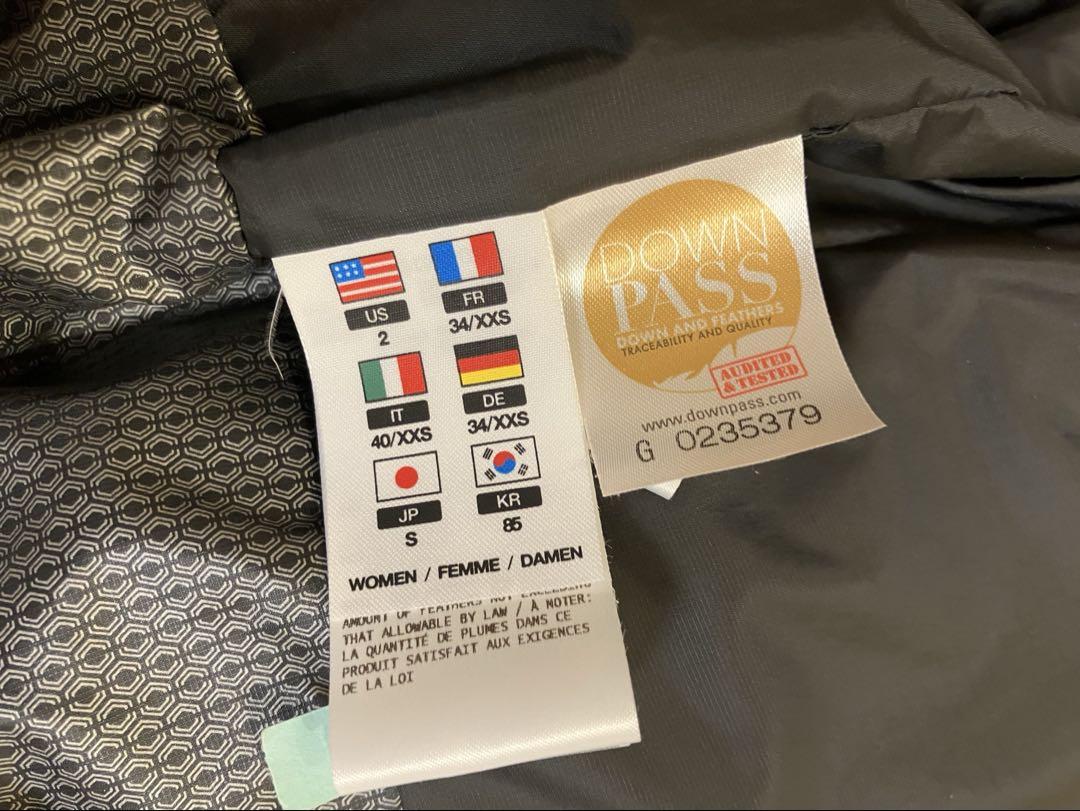 US
2
FR
34/XXS
IT
40/XXS
DE
34/XXS
JP
S
KR
85
WOMEN / FEMME / DAMEN
AMOUNT OF FEATHERS NOT EXCEEDING
THAT ALLOWABLE BY LAW / À NOTER:
LA QUANTITÉ DE PLUMES DANS CE
PRODUIT SATISFAIT AUX EXIGENCES
DE LA LOI
DOWN
PASS
DOWN AND FEATHERS
TRACEABILITY AND QUALITY
AUDITED
& TESTED
www.downpass.com
G 0235379